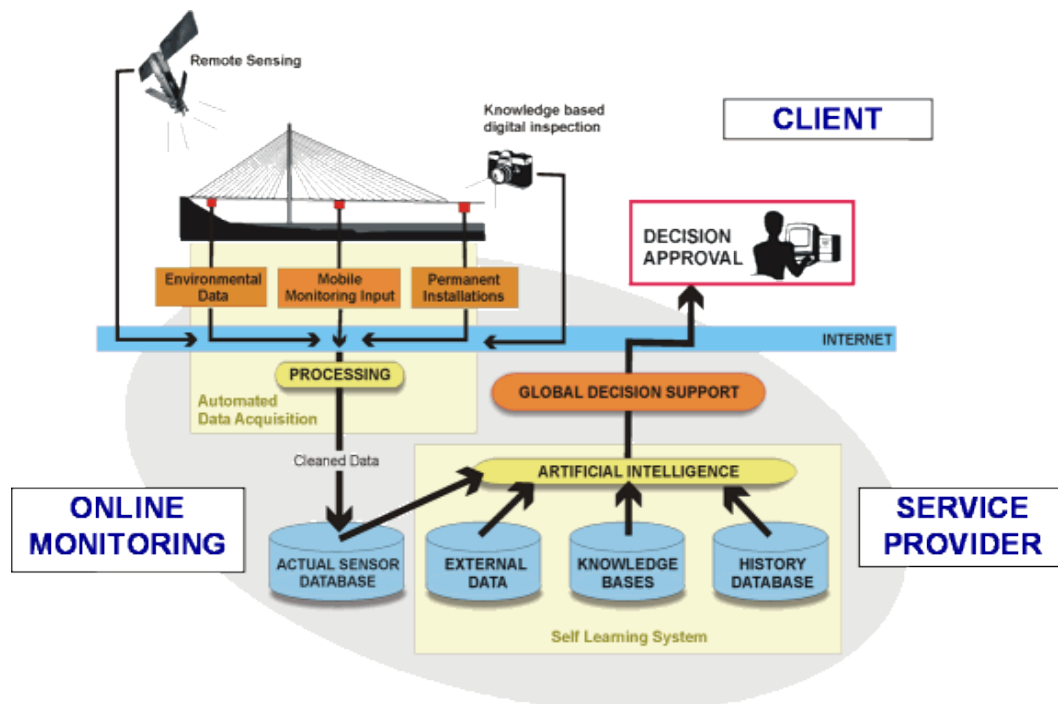 Remote Sensing
Knowledge based
digital inspection
CLIENT
DECISION
APPROVAL
Environmental
Data
Mobile
Monitoring Input
Permanent
Installations
INTERNET
PROCESSING
GLOBAL DECISION SUPPORT
Automated
Data Acquisition
Cleaned Data
ARTIFICIAL INTELLIGENCE
ONLINE
MONITORING
SERVICE
PROVIDER
ACTUAL SENSOR
DATABASE
EXTERNAL
DATA
KNOWLEDGE
BASES
HISTORY
DATABASE
Self Learning System